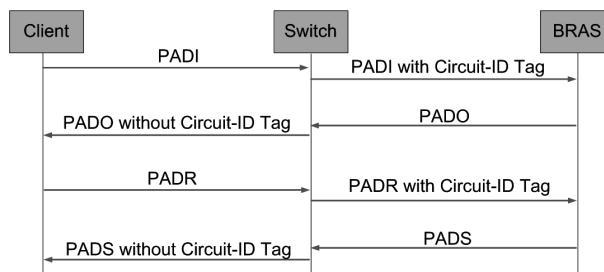 Client
Switch
BRAS
PADI
PADI with Circuit-ID Tag
PADO
PADO without Circuit-ID Tag
PADR
PADR with Circuit-ID Tag
PADS
PADS without Circuit-ID Tag